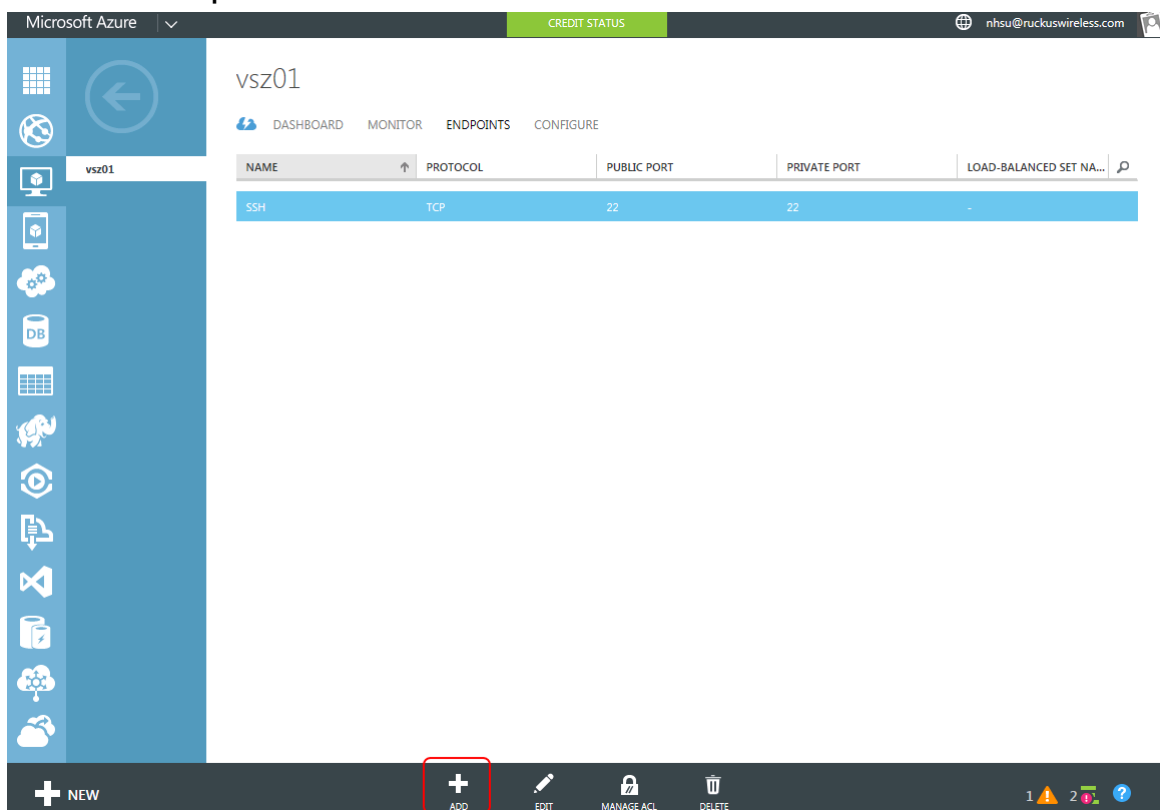 Microsoft Azure
CREDIT STATUS
nhsu@ruckuswireless.com
vsz01
DASHBOARD MONITOR ENDPOINTS CONFIGURE
vsz01
NAME PROTOCOL PUBLIC PORT PRIVATE PORT LOAD-BALANCED SET NA...
SSH TCP 22 22 -
DB
NEW
ADD EDIT MANAGE ACL DELETE
1 2 ?